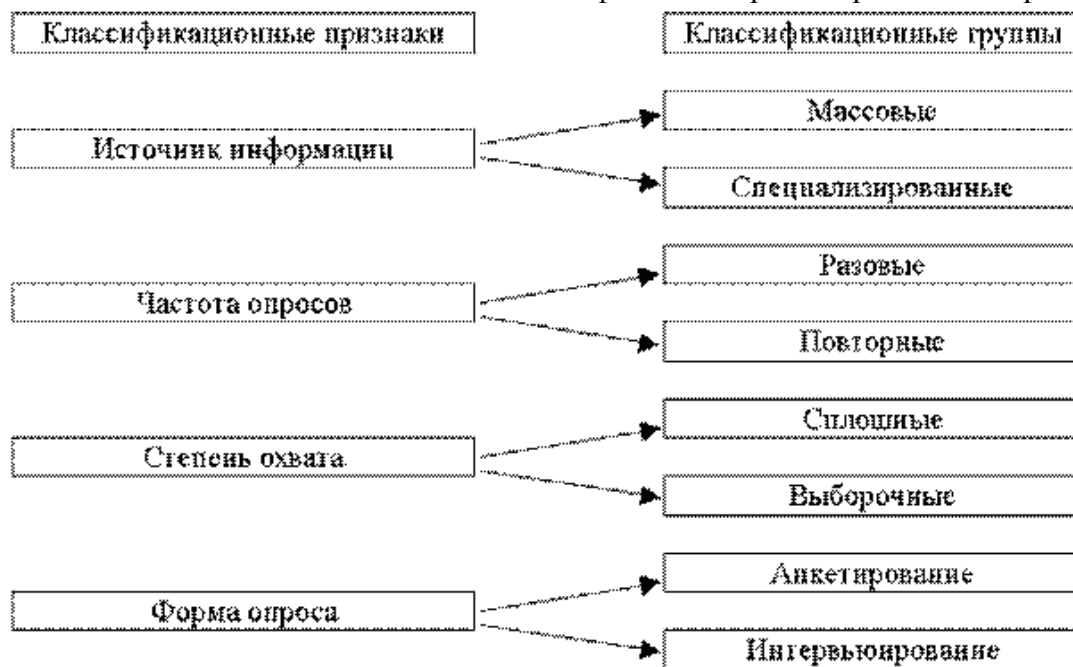 Классификационные признаки
Классификационные группы
Источник информации
Массовые
Специализированные
Частота опросов
Разовые
Повторные
Степень охвата
Сплошные
Выборочные
Форма опроса
Анкетирование
Интервьюирование